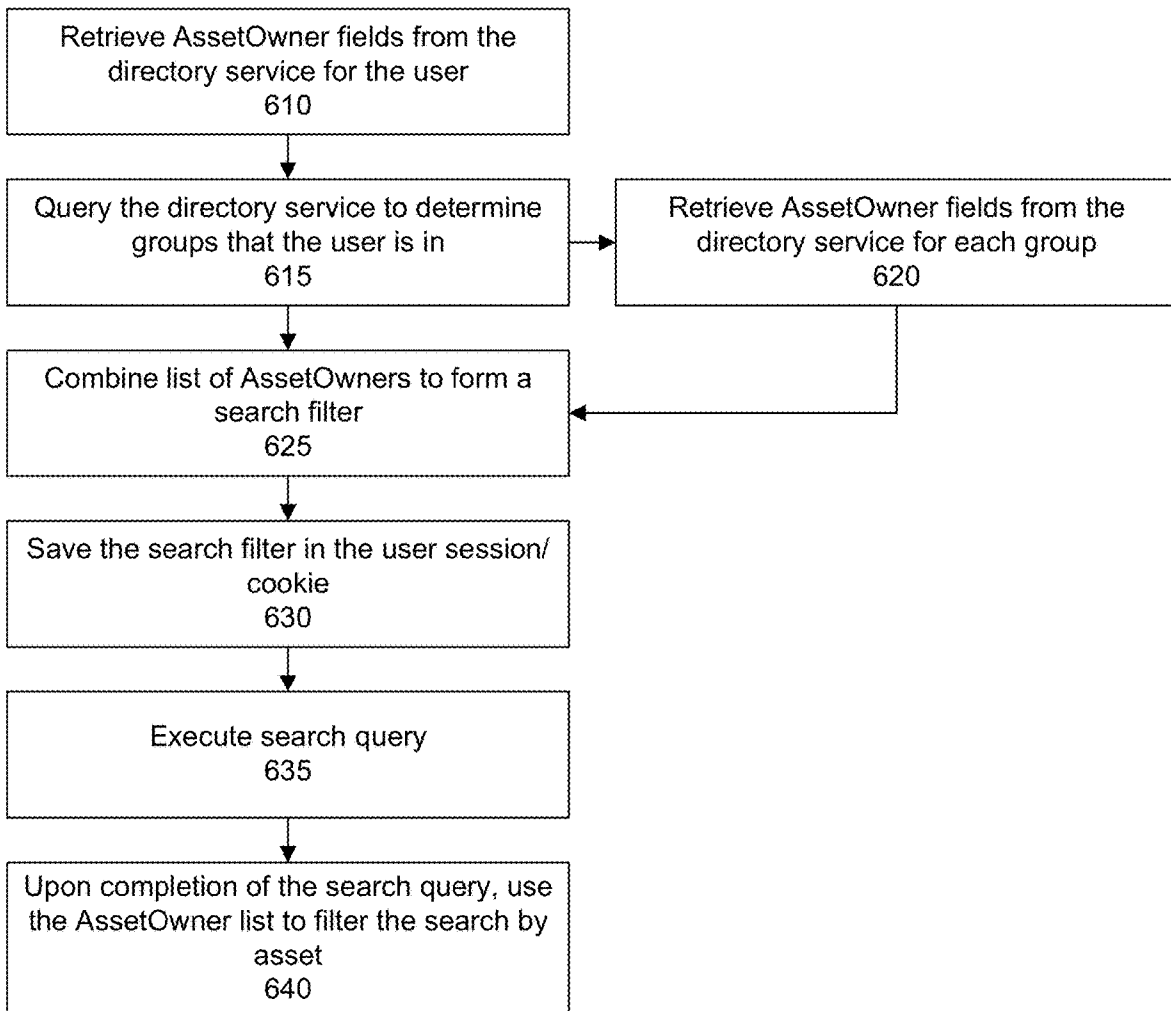 Retrieve AssetOwner fields from the
directory service for the user
610
Query the directory service to determine
groups that the user is in
615
Retrieve AssetOwner fields from the
directory service for each group
620
Combine list of AssetOwners to form a
search filter
625
Save the search filter in the user session/
cookie
630
Execute search query
635
Upon completion of the search query, use
the AssetOwner list to filter the search by
asset
640